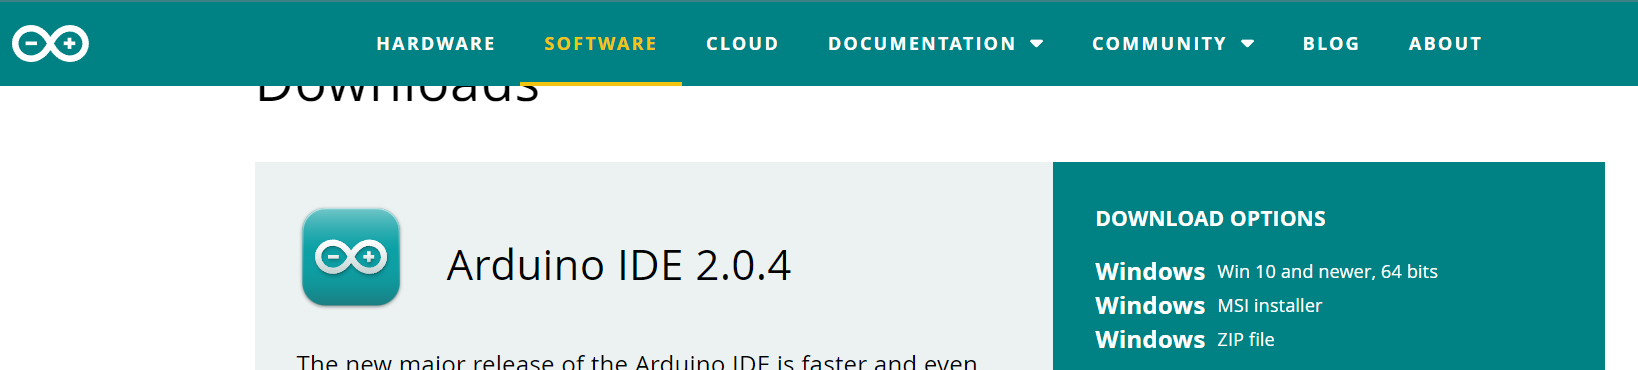 HARDWARE SOFTWARE CLOUD DOCUMENTATION COMMUNITY BLOG ABOUT
Downloads
Arduino IDE 2.0.4
The new major release of the Arduino IDE is faster and even
DOWNLOAD OPTIONS
Windows Win 10 and newer, 64 bits
Windows MSI installer
Windows ZIP file